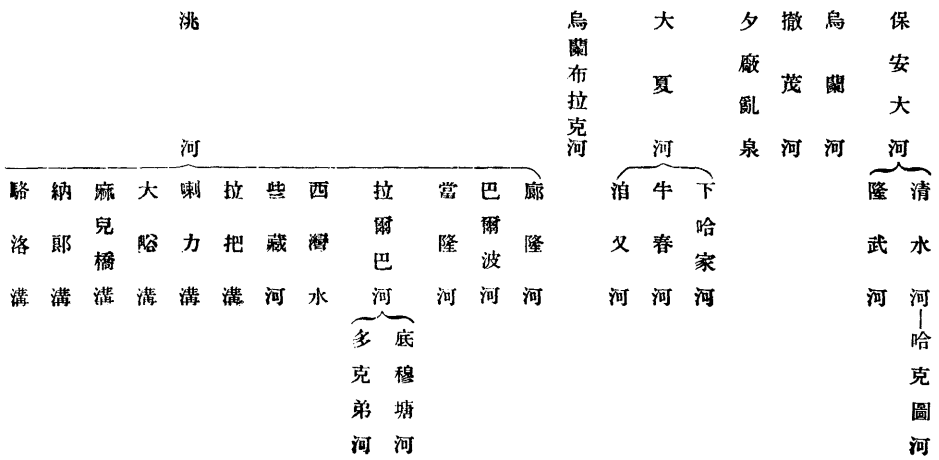 保安大河
清水河
哈克圖河
隆武河
烏蘭河
撒茂河
夕廠亂泉
大夏河
下哈家河
牛春河
泊乂河
烏蘭布拉克河
洮河
廊隆河
巴爾波河
當隆河
拉爾巴河
底穆塘河
多克弟河
西灣水
些藏河
拉把溝
喇力溝
大峪溝
麻兒橋溝
納郞溝
駱洛溝